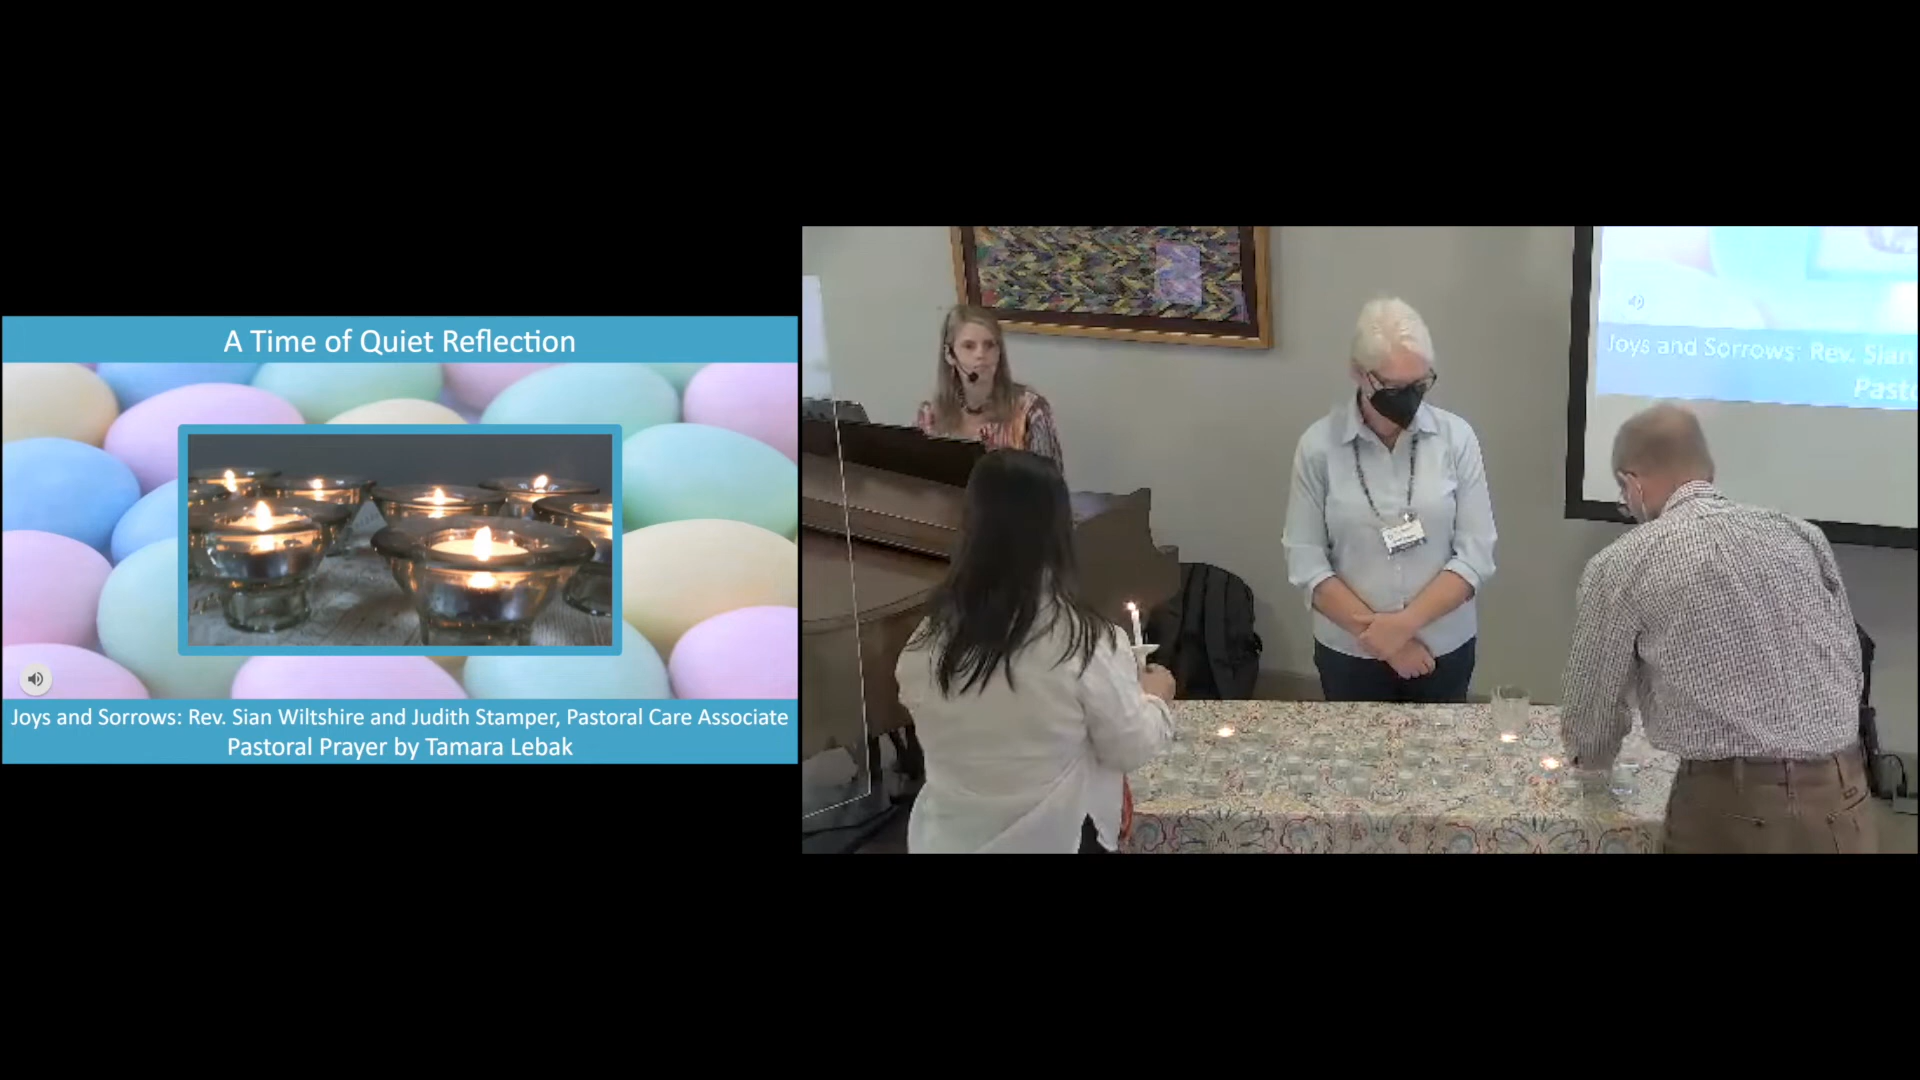 A Time of Quiet Reflection
Joys and Sorrows: Rev. Sian Wiltshire and Judith Stamper, Pastoral Care Associate
Pastoral Prayer by Tamara Lebak
Joys and Sorrows: Rev. Sian
Past